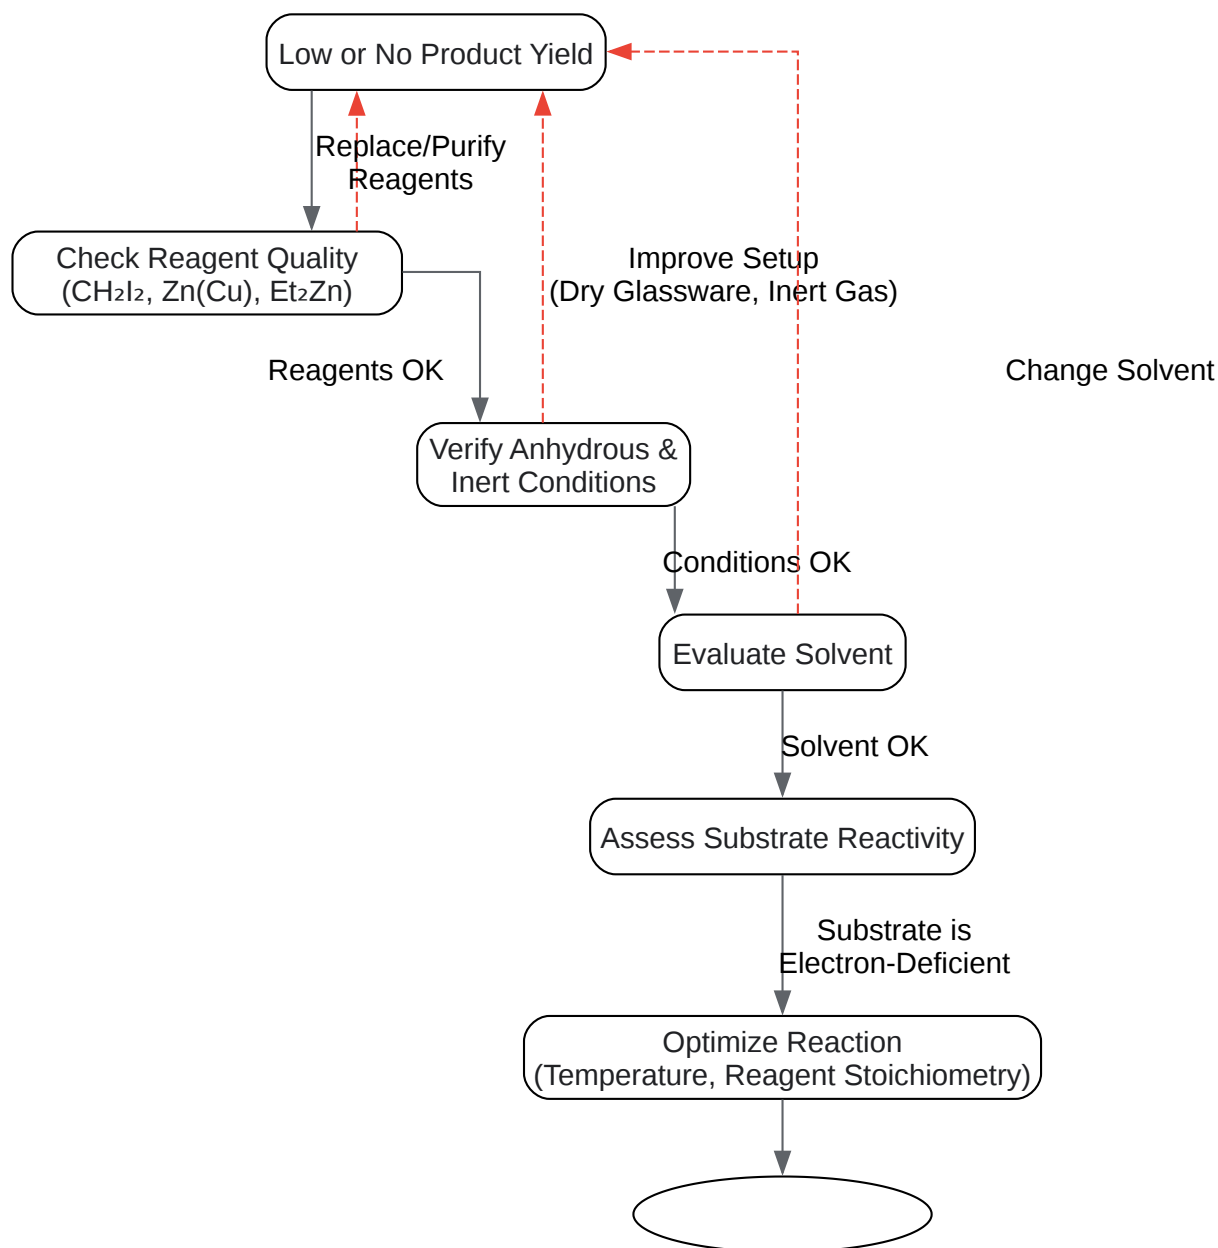 Low or No Product Yield
Replace/Purify
Reagents
Check Reagent Quality
(CH₂I₂, Zn(Cu), Et₂Zn)
Improve Setup
(Dry Glassware, Inert Gas)
Reagents OK
Change Solvent
Verify Anhydrous &
Inert Conditions
Conditions OK
Evaluate Solvent
Solvent OK
Assess Substrate Reactivity
Substrate is
Electron-Deficient
Optimize Reaction
(Temperature, Reagent Stoichiometry)